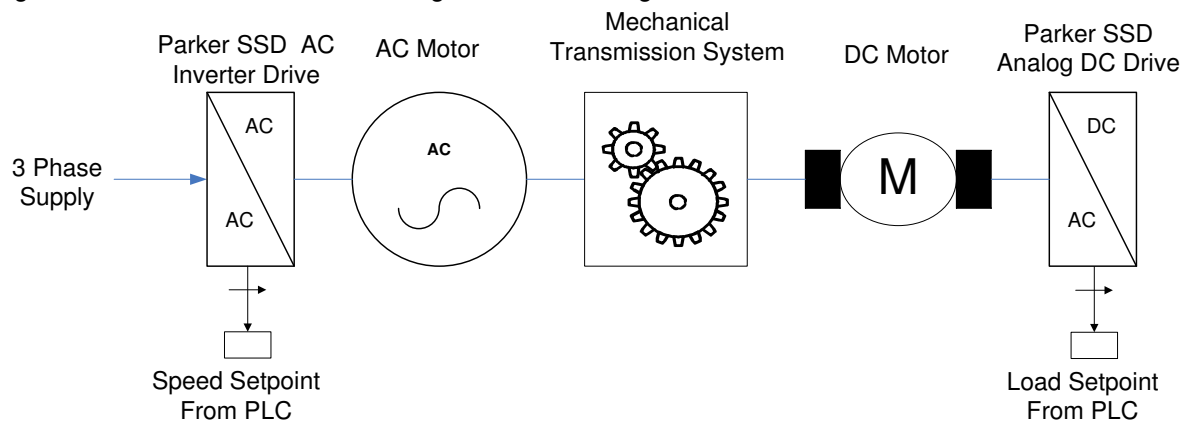 Mechanical
Transmission System
Parker SSD AC
Inverter Drive
AC Motor
DC Motor
Parker SSD
Analog DC Drive
AC
AC
AC
M
DC
AC
3 Phase
Supply
Speed Setpoint
From PLC
Load Setpoint
From PLC